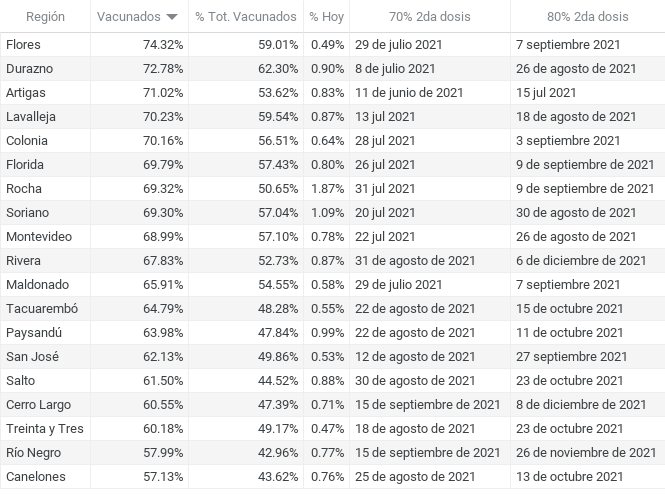 Región Vacunados % Tot. Vacunados % Hoy 70% 2da dosis 80% 2da dosis
Flores 74.32% 59.01% 0.49% 29 de julio 2021 7 septiembre 2021
Durazno 72.78% 62.30% 0.90% 8 de julio 2021 26 de agosto de 2021
Artigas 71.02% 53.62% 0.83% 11 de junio de 2021 15 jul 2021
Lavalleja 70.23% 59.54% 0.87% 13 jul 2021 18 de agosto de 2021
Colonia 70.16% 56.51% 0.64% 28 jul 2021 3 septiembre 2021
Florida 69.79% 57.43% 0.80% 26 jul 2021 9 de septiembre de 2021
Rocha 69.32% 50.65% 1.87% 31 jul 2021 9 de septiembre de 2021
Soriano 69.30% 57.04% 1.09% 20 jul 2021 30 de agosto de 2021
Montevideo 68.99% 57.10% 0.78% 22 jul 2021 26 de agosto de 2021
Rivera 67.83% 52.73% 0.87% 31 de agosto de 2021 6 de diciembre de 2021
Maldonado 65.91% 54.55% 0.58% 29 de julio 2021 7 septiembre 2021
Tacuarembó 64.79% 48.28% 0.55% 22 de agosto de 2021 15 de octubre 2021
Paysandú 63.98% 47.84% 0.99% 22 de agosto de 2021 11 de octubre 2021
San José 62.13% 49.86% 0.53% 12 de agosto de 2021 27 septiembre 2021
Salto 61.50% 44.52% 0.88% 30 de agosto de 2021 23 de octubre 2021
Cerro Largo 60.55% 47.39% 0.71% 15 de septiembre de 2021 8 de diciembre de 2021
Treinta y Tres 60.18% 49.17% 0.47% 18 de agosto de 2021 23 de octubre 2021
Río Negro 57.99% 42.96% 0.77% 15 de septiembre de 2021 26 de noviembre de 2021
Canelones 57.13% 43.62% 0.76% 25 de agosto de 2021 13 de octubre 2021